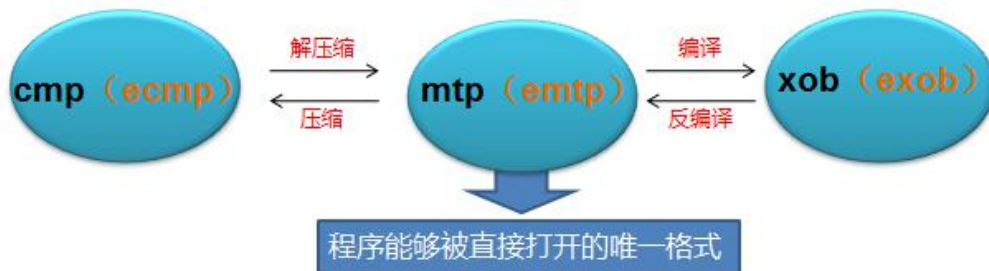 解压缩
编译
cmp（ecmp）
mtp（emtp）
xob（exob）
压缩
反编译
程序能够被直接打开的唯一格式